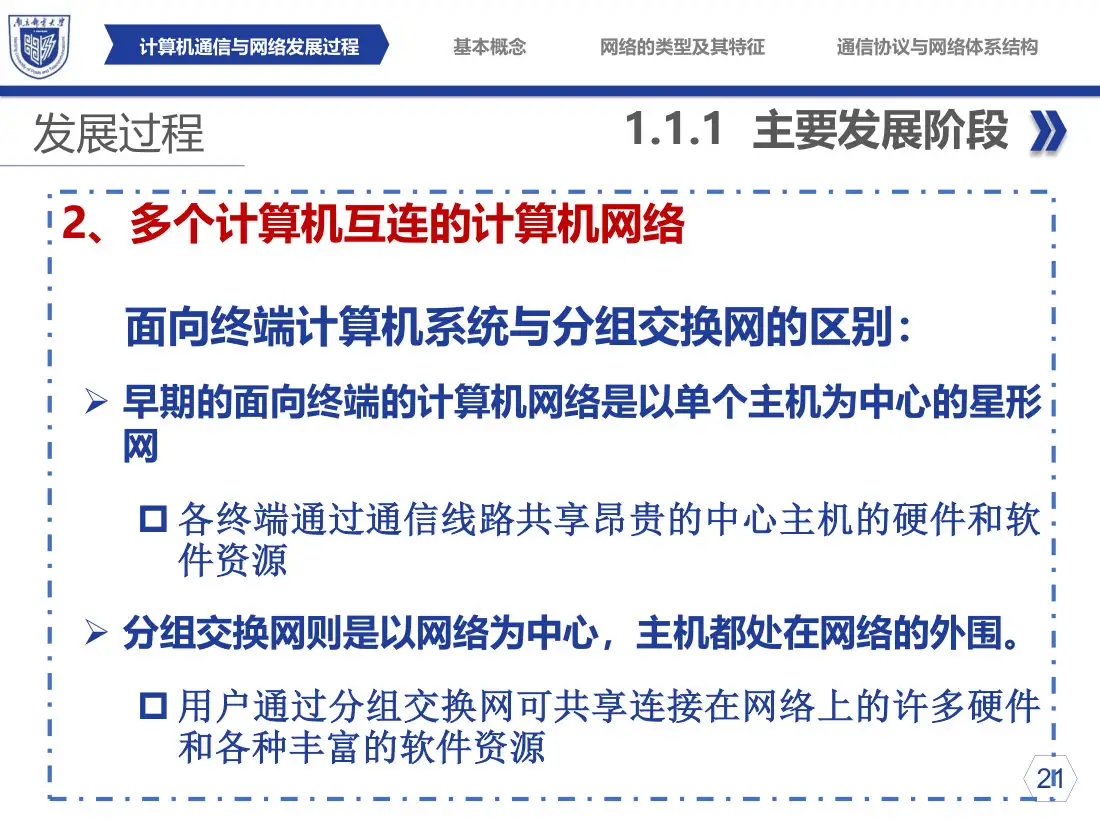 南京邮电大学
计算机通信与网络发展过程
基本概念
网络的类型及其特征
通信协议与网络体系结构
发展过程
1.1.1 主要发展阶段
2、多个计算机互连的计算机网络
面向终端计算机系统与分组交换网的区别：
早期的面向终端的计算机网络是以单个主机为中心的星形
网
各终端通过通信线路共享昂贵的中心主机的硬件和软
件资源
分组交换网则是以网络为中心，主机都处在网络的外围。
用户通过分组交换网可共享连接在网络上的许多硬件
和各种丰富的软件资源
21